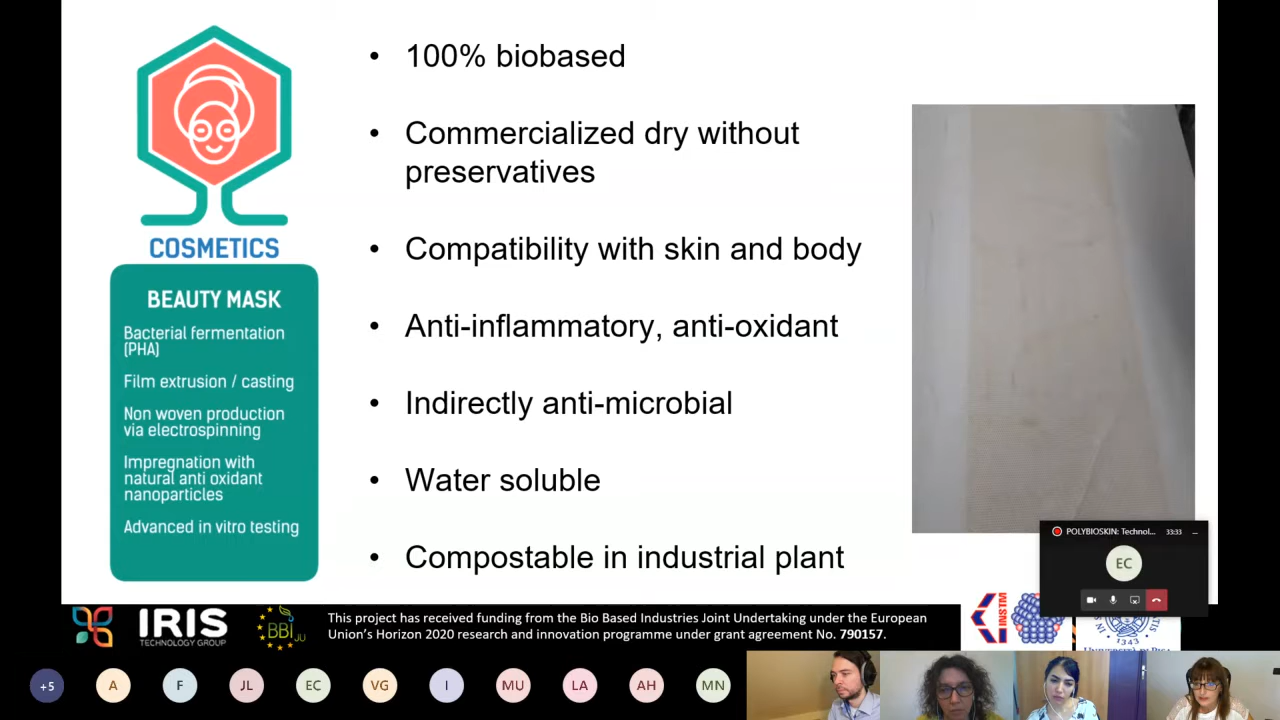 100% biobased
Commercialized dry without
preservatives
Compatibility with skin and body
Anti-inflammatory, anti-oxidant
Indirectly anti-microbial
Water soluble
Compostable in industrial plant
COSMETICS
BEAUTY MASK
Bacterial fermentation
(PHA)
Film extrusion / casting
Non woven production
via electrospinning
Impregnation with
natural anti oxidant
nanoparticles
Advanced in vitro testing
POLYBIOSKIN: Technol... 33:33
EC
IRIS
TECHNOLOGY GROUP
BBI JU
This project has received funding from the Bio Based Industries Joint Undertaking under the European
Union's Horizon 2020 research and innovation programme under grant agreement No. 790157.
INSTM
1343
+5 A F JL EC VG I MU LA AH MN